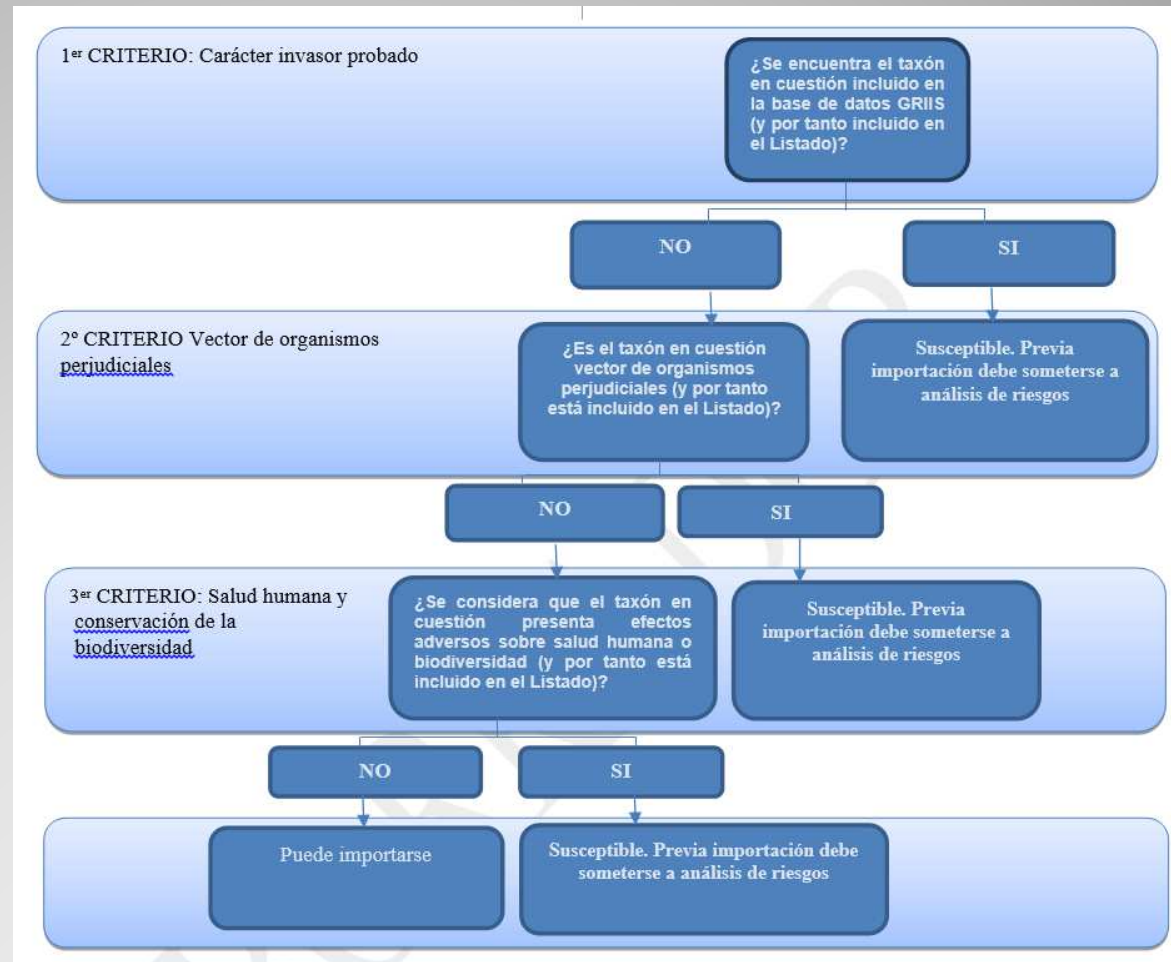 1er CRITERIO: Carácter invasor probado
¿Se encuentra el taxón
en cuestión incluido en
la base de datos GRIIS
(y por tanto incluido en
el Listado)?
NO
SI
2º CRITERIO Vector de organismos
perjudiciales
¿Es el taxón en cuestión
vector de organismos
perjudiciales (y por tanto
está incluido en el Listado)?
Susceptible. Previa
importación debe someterse a
análisis de riesgos
NO
SI
3er CRITERIO: Salud humana y
conservación de la
biodiversidad
¿Se considera que el taxón en
cuestión presenta efectos
adversos sobre salud humana o
biodiversidad (y por tanto está
incluido en el Listado)?
Susceptible. Previa
importación debe someterse a
análisis de riesgos
NO
SI
Puede importarse
Susceptible. Previa importación debe
someterse a análisis de riesgos